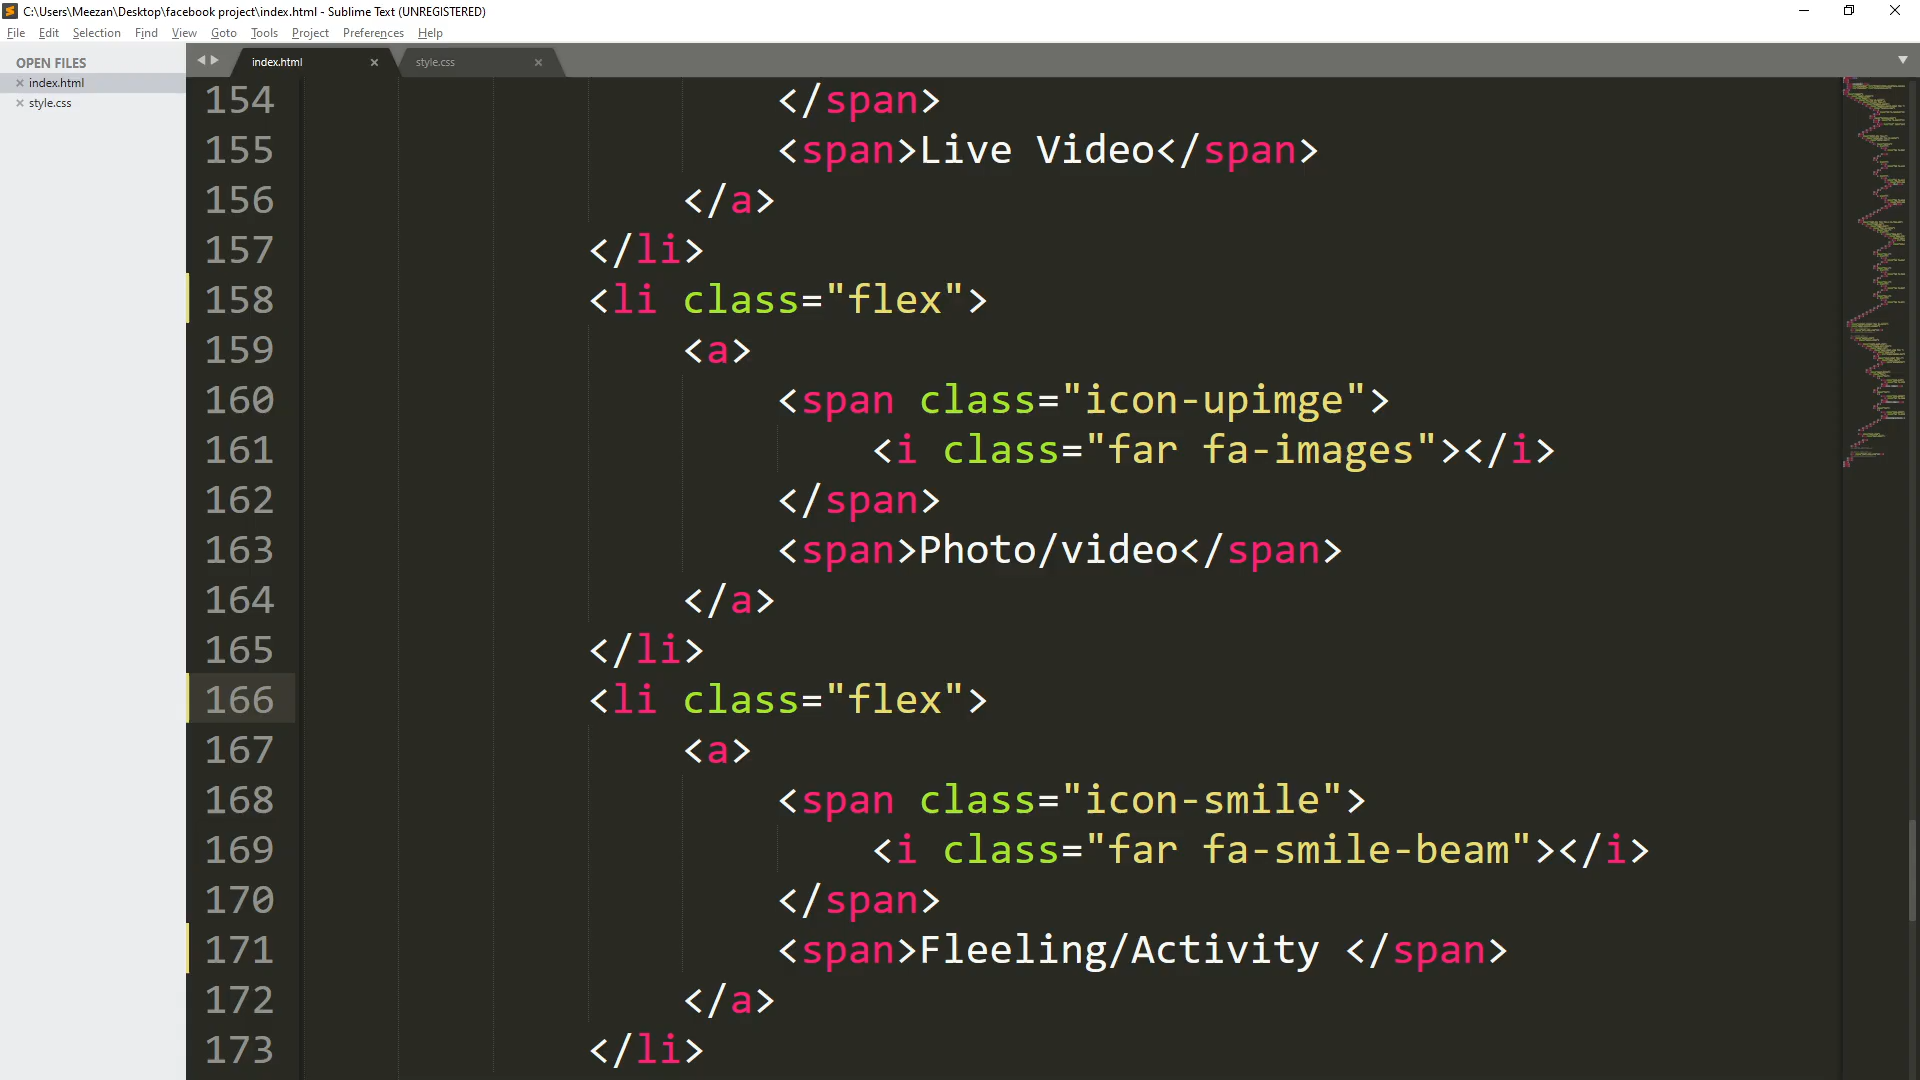 C:\Users\Meezan\Desktop\facebook project\index.html - Sublime Text (UNREGISTERED)
File Edit Selection Find View Goto Tools Project Preferences Help
OPEN FILES
index.html
style.css
index.html style.css
154 </span>
155 <span>Live Video</span>
156 </a>
157 </li>
158 <li class="flex">
159 <a>
160 <span class="icon-upimge">
161 <i class="far fa-images"></i>
162 </span>
163 <span>Photo/video</span>
164 </a>
165 </li>
166 <li class="flex">
167 <a>
168 <span class="icon-smile">
169 <i class="far fa-smile-beam"></i>
170 </span>
171 <span>Fleeling/Activity </span>
172 </a>
173 </li>